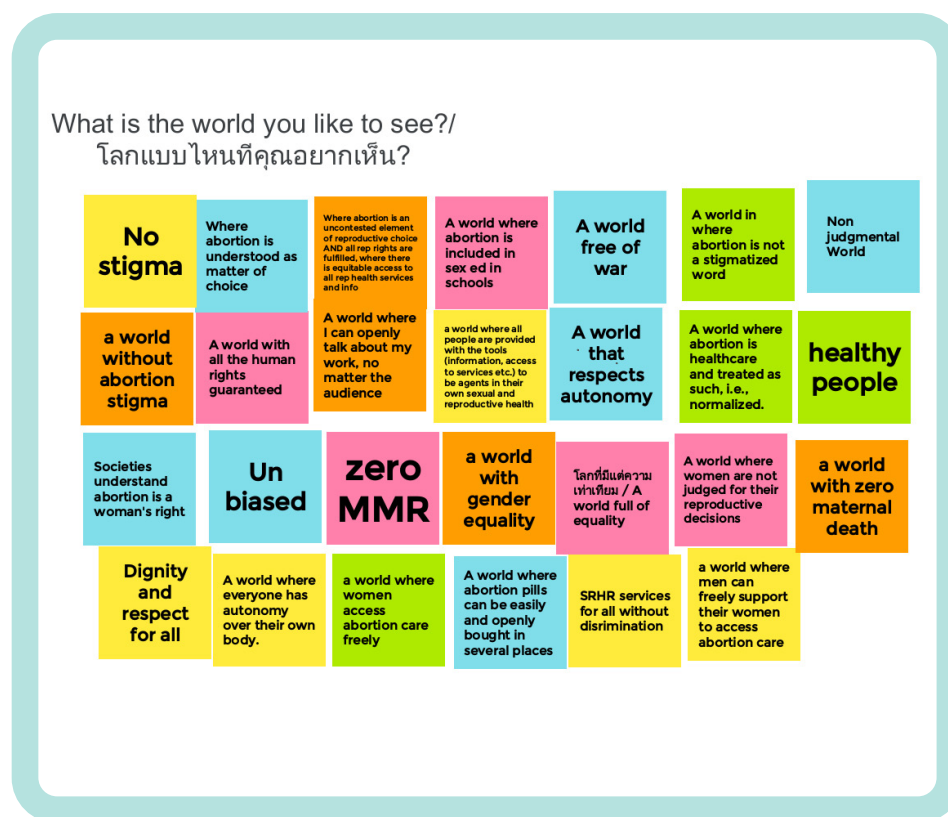 What is the world you like to see?/
โลกแบบไหนที่คุณอยากเห็น?
No
stigma
Where
abortion is
understood as
matter of
choice
Where abortion is an
uncontested element
of reproductive choice
AND all rep rights are
fulfilled, where there
is equitable access to
all rep health services
and info
A world where
abortion is
included in
sex ed in
schools
A world
free of
war
A world in
where
abortion is not
a stigmatized
word
Non
judgmental
World
a world
without
abortion
stigma
A world with
all the human
rights
guaranteed
A world where
I can openly
talk about my
work, no
matter the
audience
a world where all
people are provided
with the tools
(information, access
to services etc.) to
be agents in their
own sexual and
reproductive health
A world
that
respects
autonomy
A world where
abortion is
healthcare
and treated as
such, i.e.,
normalized.
healthy
people
Societies
understand
abortion is a
woman's right
Un
biased
zero
MMR
a world
with
gender
equality
โลกที่มีแต่ความ
เท่าเทียม / A
world full of
equality
A world where
women are not
judged for their
reproductive
decisions
a world
with zero
maternal
death
Dignity
and
respect
for all
A world where
everyone has
autonomy
over their own
body.
a world where
women
access
abortion care
freely
A world where
abortion pills
can be easily
and openly
bought in
several places
SRHR services
for all without
disrimination
a world where
men can
freely support
their women
to access
abortion care